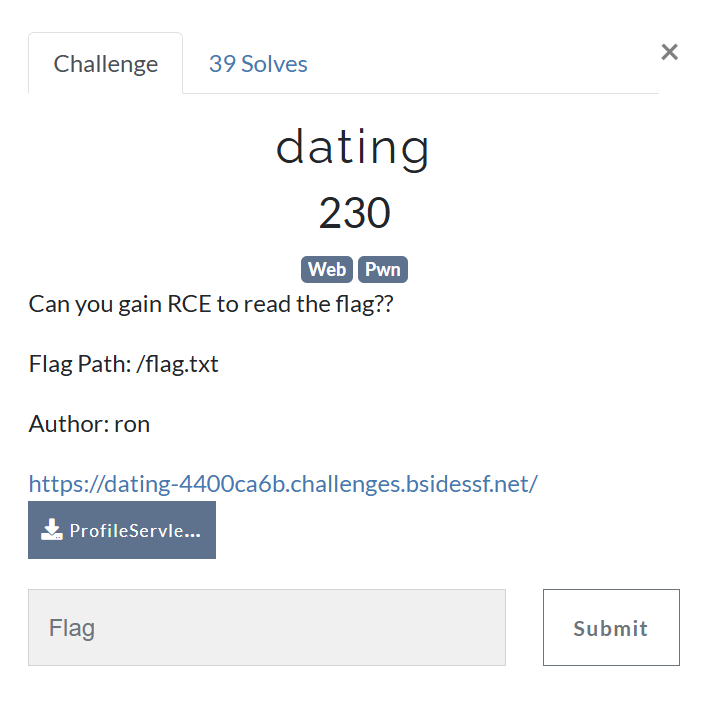 Challenge
39 Solves
×
dating
230
Web Pwn
Can you gain RCE to read the flag??
Flag Path: /flag.txt
Author: ron
https://dating-4400ca6b.challenges.bsidessf.net/
ProfileServle...
Flag
Submit